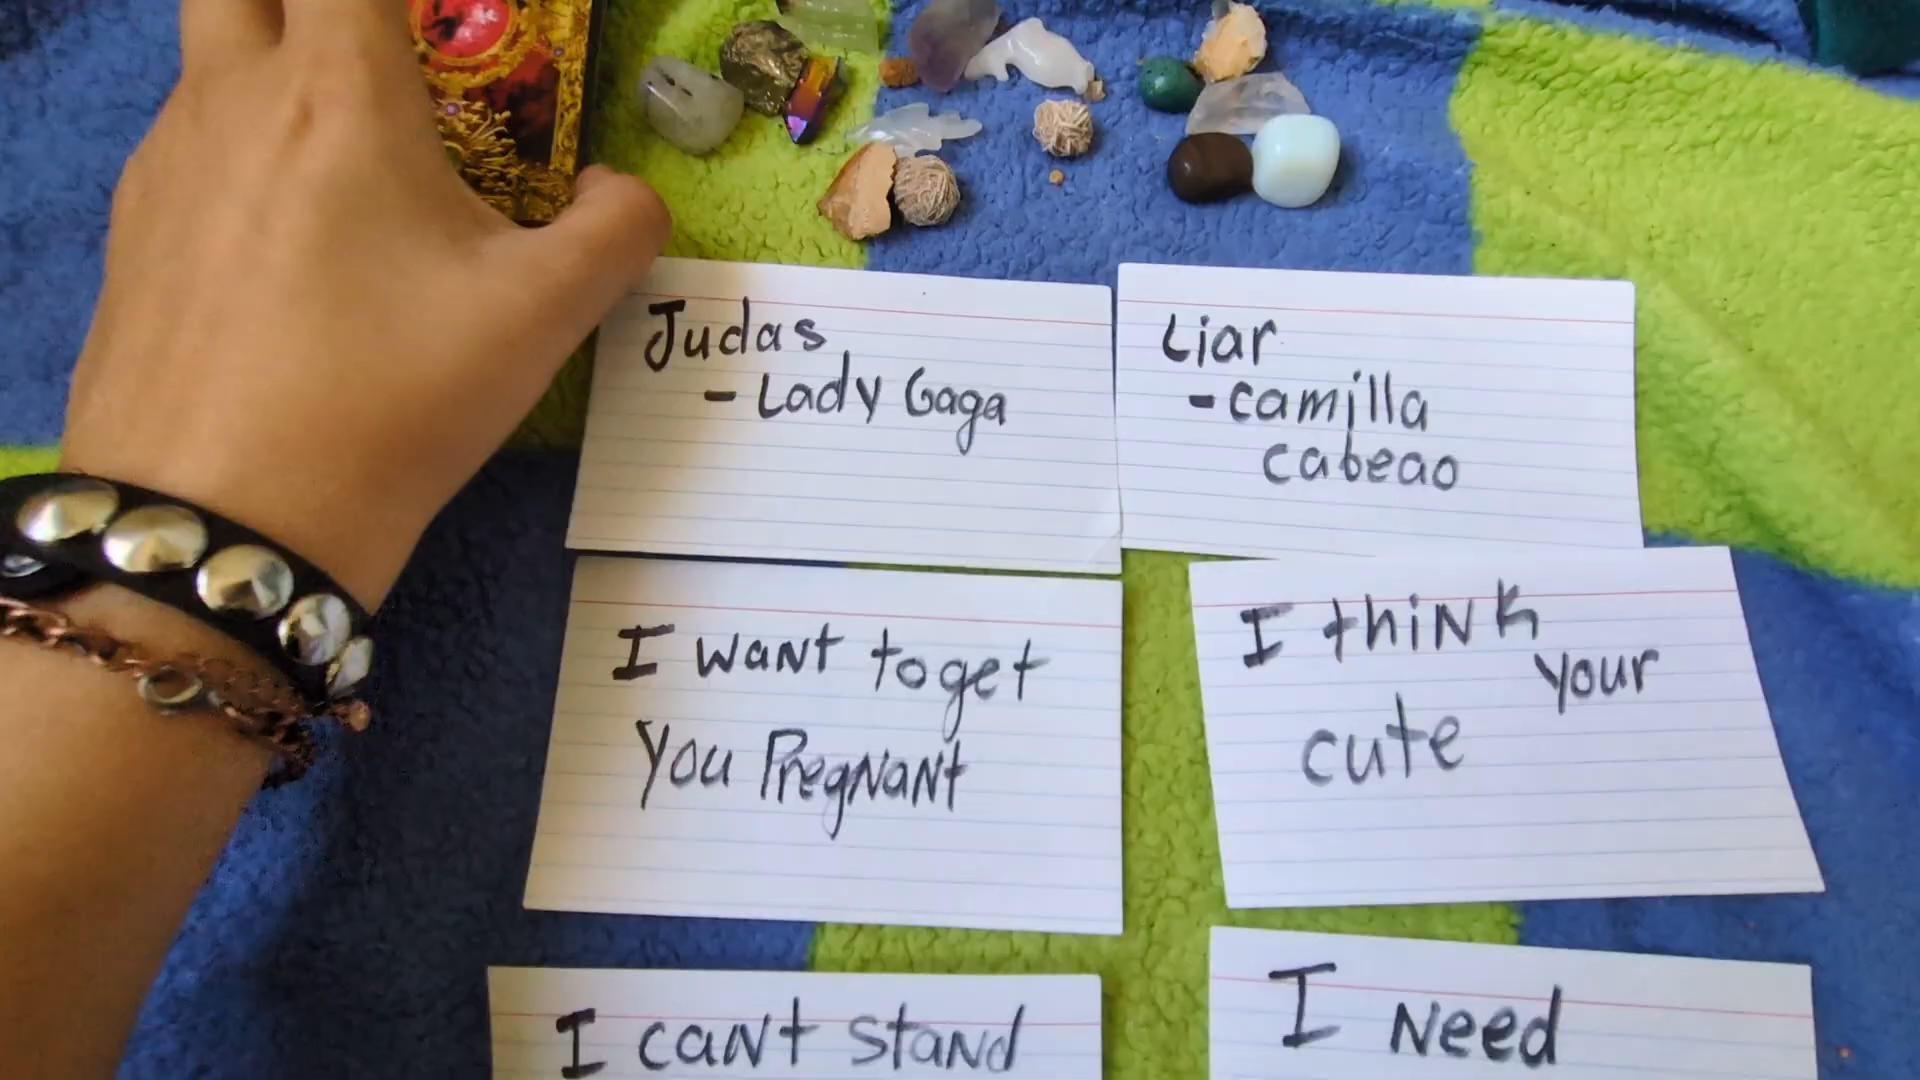 Judas
- Lady Gaga
Liar
- camilla
cabeao
I want to get
You Pregnant
I think
your
cute
I can't stand
I Need